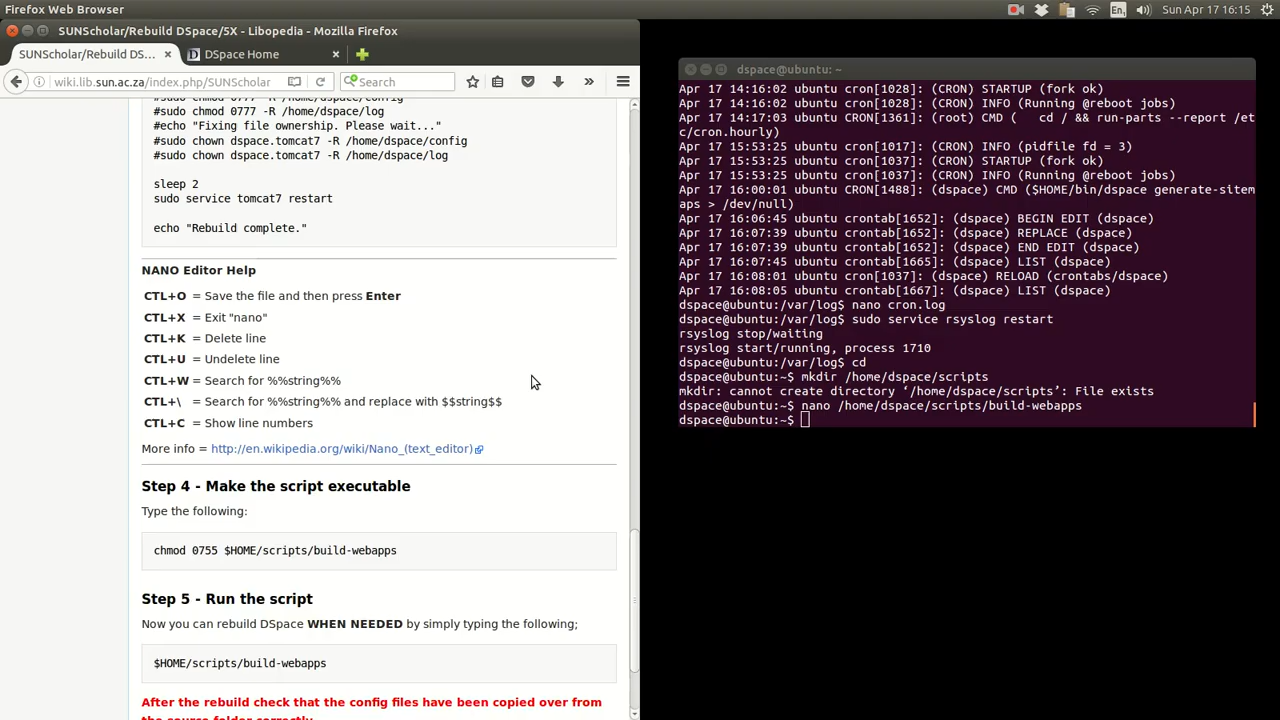 Firefox Web Browser
En
Sun Apr 17 16:15
SUNScholar/Rebuild DSpace/5X - Libopedia - Mozilla Firefox
SUNScholar/Rebuild DS... ×
DSpace Home ×
wiki.lib.sun.ac.za/index.php/SUNScholar
Search
#sudo chmod 0777 -R /home/dspace/config
#sudo chmod 0777 -R /home/dspace/log
#echo "Fixing file ownership. Please wait..."
#sudo chown dspace.tomcat7 -R /home/dspace/config
#sudo chown dspace.tomcat7 -R /home/dspace/log
sleep 2
sudo service tomcat7 restart
echo "Rebuild complete."
NANO Editor Help
CTL+O = Save the file and then press Enter
CTL+X = Exit "nano"
CTL+K = Delete line
CTL+U = Undelete line
CTL+W = Search for %%string%%
CTL+\ = Search for %%string%% and replace with $$string$$
CTL+C = Show line numbers
More info = http://en.wikipedia.org/wiki/Nano_(text_editor)
Step 4 - Make the script executable
Type the following:
chmod 0755 $HOME/scripts/build-webapps
Step 5 - Run the script
Now you can rebuild DSpace WHEN NEEDED by simply typing the following;
$HOME/scripts/build-webapps
After the rebuild check that the config files have been copied over from
the source folder correctly
dspace@ubuntu: ~
Apr 17 14:16:02 ubuntu cron[1028]: (CRON) STARTUP (fork ok)
Apr 17 14:16:02 ubuntu cron[1028]: (CRON) INFO (Running @reboot jobs)
Apr 17 14:17:03 ubuntu CRON[1361]: (root) CMD (   cd / && run-parts --report /et
c/cron.hourly)
Apr 17 15:53:25 ubuntu cron[1017]: (CRON) INFO (pidfile fd = 3)
Apr 17 15:53:25 ubuntu cron[1037]: (CRON) STARTUP (fork ok)
Apr 17 15:53:25 ubuntu cron[1037]: (CRON) INFO (Running @reboot jobs)
Apr 17 16:00:01 ubuntu CRON[1488]: (dspace) CMD ($HOME/bin/dspace generate-sitem
aps > /dev/null)
Apr 17 16:06:45 ubuntu crontab[1652]: (dspace) BEGIN EDIT (dspace)
Apr 17 16:07:39 ubuntu crontab[1652]: (dspace) REPLACE (dspace)
Apr 17 16:07:39 ubuntu crontab[1652]: (dspace) END EDIT (dspace)
Apr 17 16:07:45 ubuntu crontab[1665]: (dspace) LIST (dspace)
Apr 17 16:08:01 ubuntu cron[1037]: (dspace) RELOAD (crontabs/dspace)
Apr 17 16:08:05 ubuntu crontab[1667]: (dspace) LIST (dspace)
dspace@ubuntu:/var/log$ nano cron.log
dspace@ubuntu:/var/log$ sudo service rsyslog restart
rsyslog stop/waiting
rsyslog start/running, process 1710
dspace@ubuntu:/var/log$ cd
dspace@ubuntu:~$ mkdir /home/dspace/scripts
mkdir: cannot create directory ‘/home/dspace/scripts’: File exists
dspace@ubuntu:~$ nano /home/dspace/scripts/build-webapps
dspace@ubuntu:~$